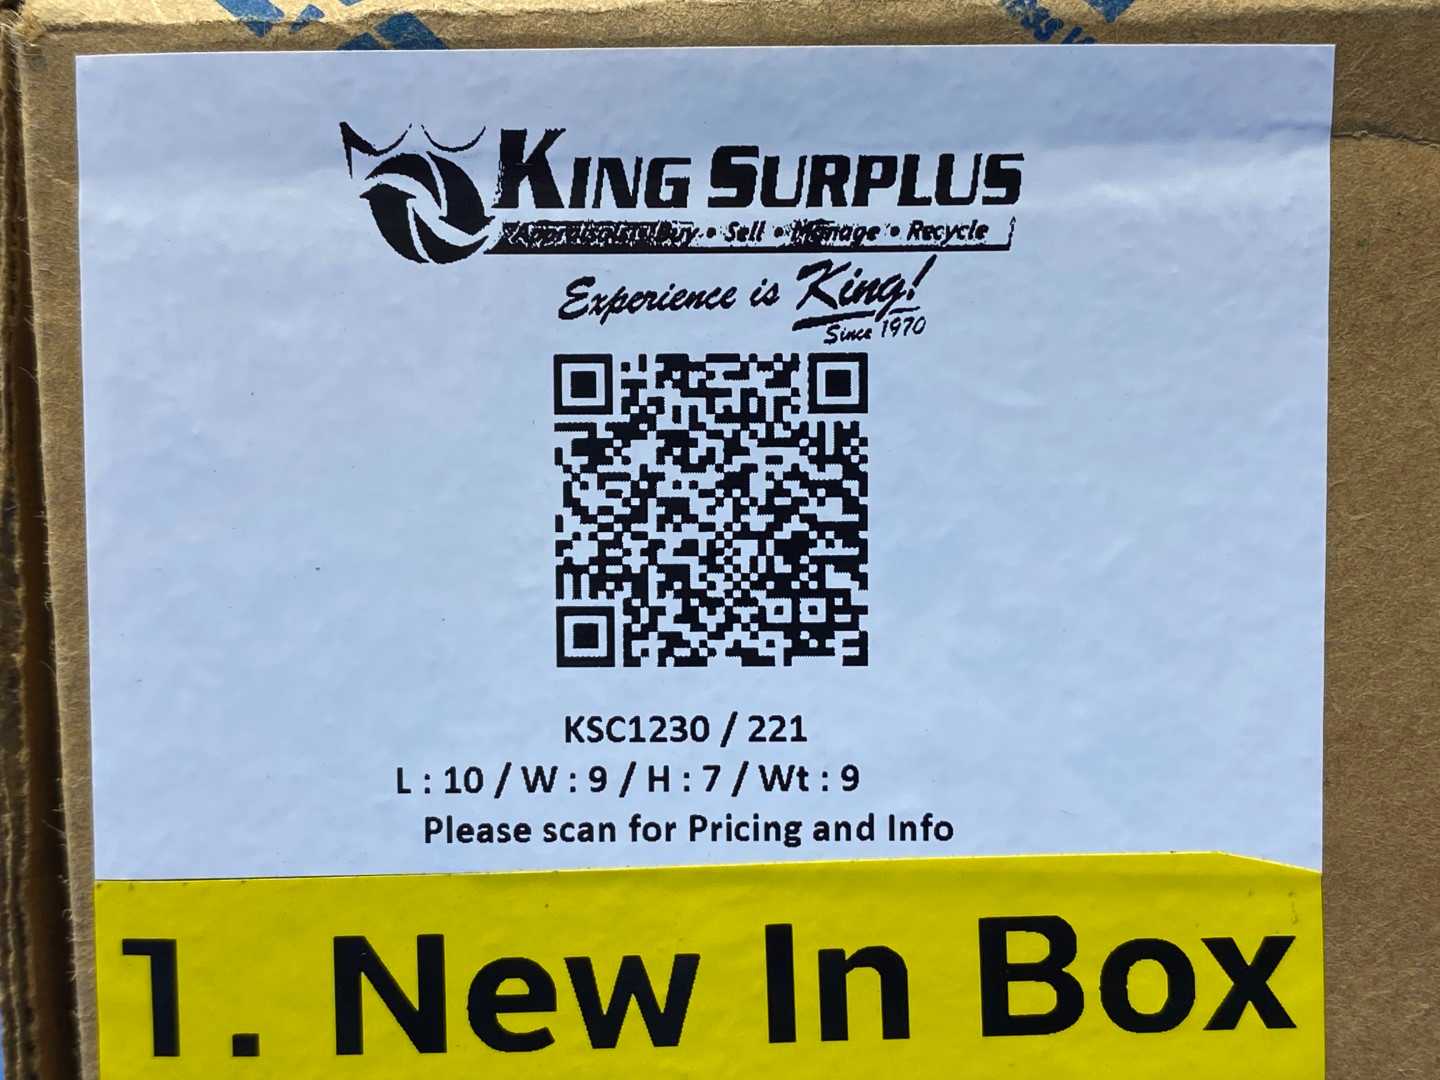 KING SURPLUS
Buy • Sell • Manage • Recycle
Experience is King!
Since 1970
KSC1230 / 221
L : 10 / W : 9 / H : 7 / Wt : 9
Please scan for Pricing and Info
1. New In Box